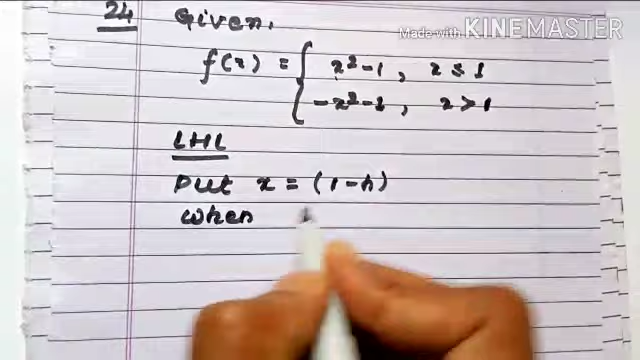 Made with KINEMASTER
24 Given,
f(x) = { x²-1, x ≤ 1
-x²-1, x > 1
LHL
Put x = (1-h)
when